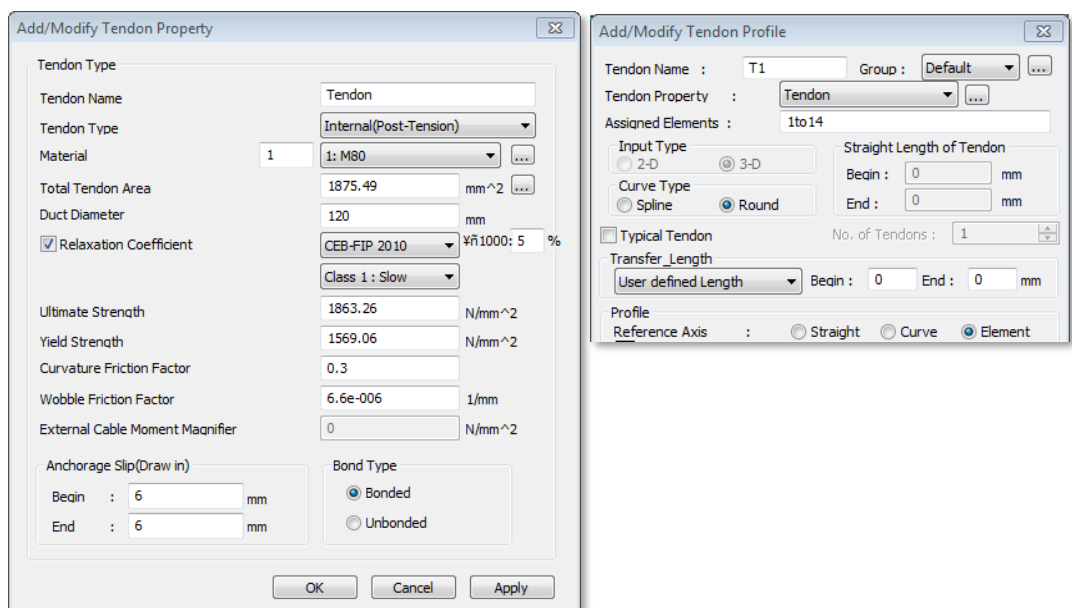 Add/Modify Tendon Property
Tendon Type
Tendon Name Tendon
Tendon Type Internal(Post-Tension)
Material 1 1: M80 ...
Total Tendon Area 1875.49 mm^2 ...
Duct Diameter 120 mm
Relaxation Coefficient CEB-FIP 2010 ¥ñ1000: 5 %
Class 1 : Slow
Ultimate Strength 1863.26 N/mm^2
Yield Strength 1569.06 N/mm^2
Curvature Friction Factor 0.3
Wobble Friction Factor 6.6e-006 1/mm
External Cable Moment Magnifier 0 N/mm^2
Anchorage Slip(Draw in)
Begin : 6 mm
End : 6 mm
Bond Type
Bonded
Unbonded
OK Cancel Apply
Add/Modify Tendon Profile
Tendon Name : T1 Group : Default ...
Tendon Property : Tendon ...
Assigned Elements : 1to14
Input Type
2-D 3-D
Curve Type
Spline Round
Straight Length of Tendon
Begin : 0 mm
End : 0 mm
Typical Tendon No. of Tendons : 1
Transfer_Length
User defined Length Begin : 0 End : 0 mm
Profile
Reference Axis : Straight Curve Element